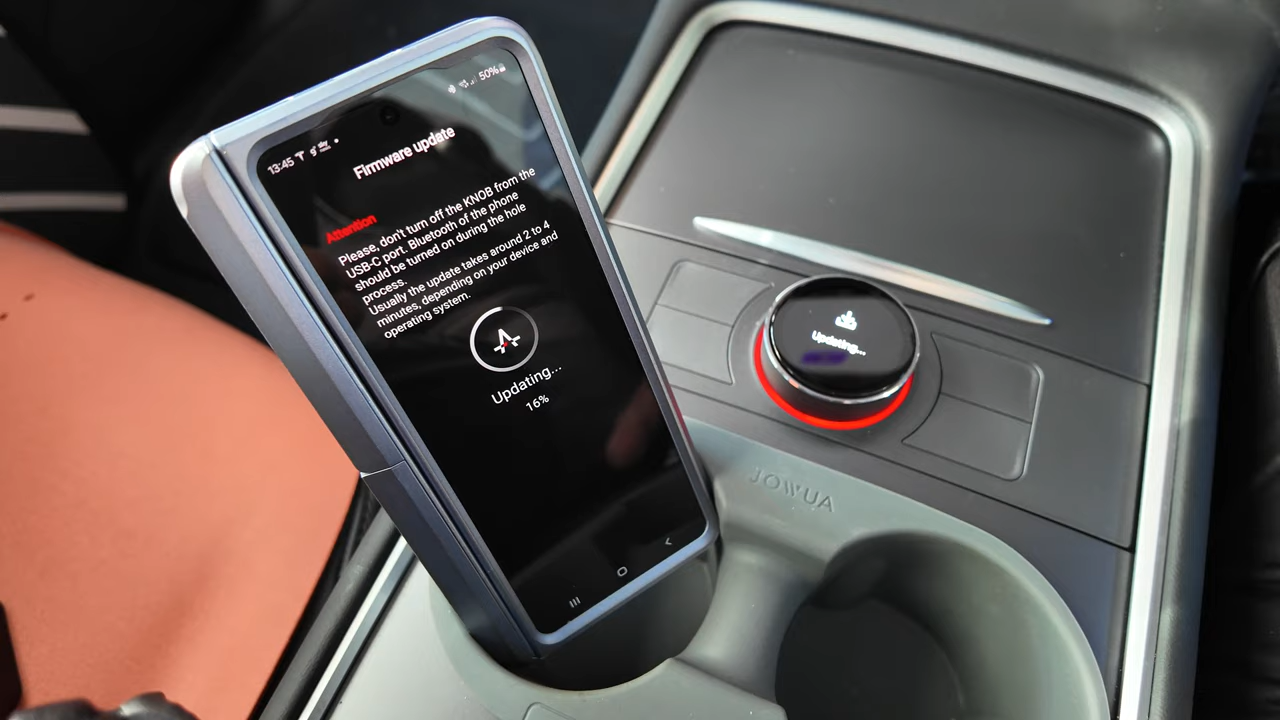 13:45
50%
Firmware update
Attention
Please, don't turn off the KNOB from the
USB-C port. Bluetooth of the phone
should be turned on during the hole
process.
Usually the update takes around 2 to 4
minutes, depending on your device and
operating system.
Updating...
16%
Updating...
JOWUA